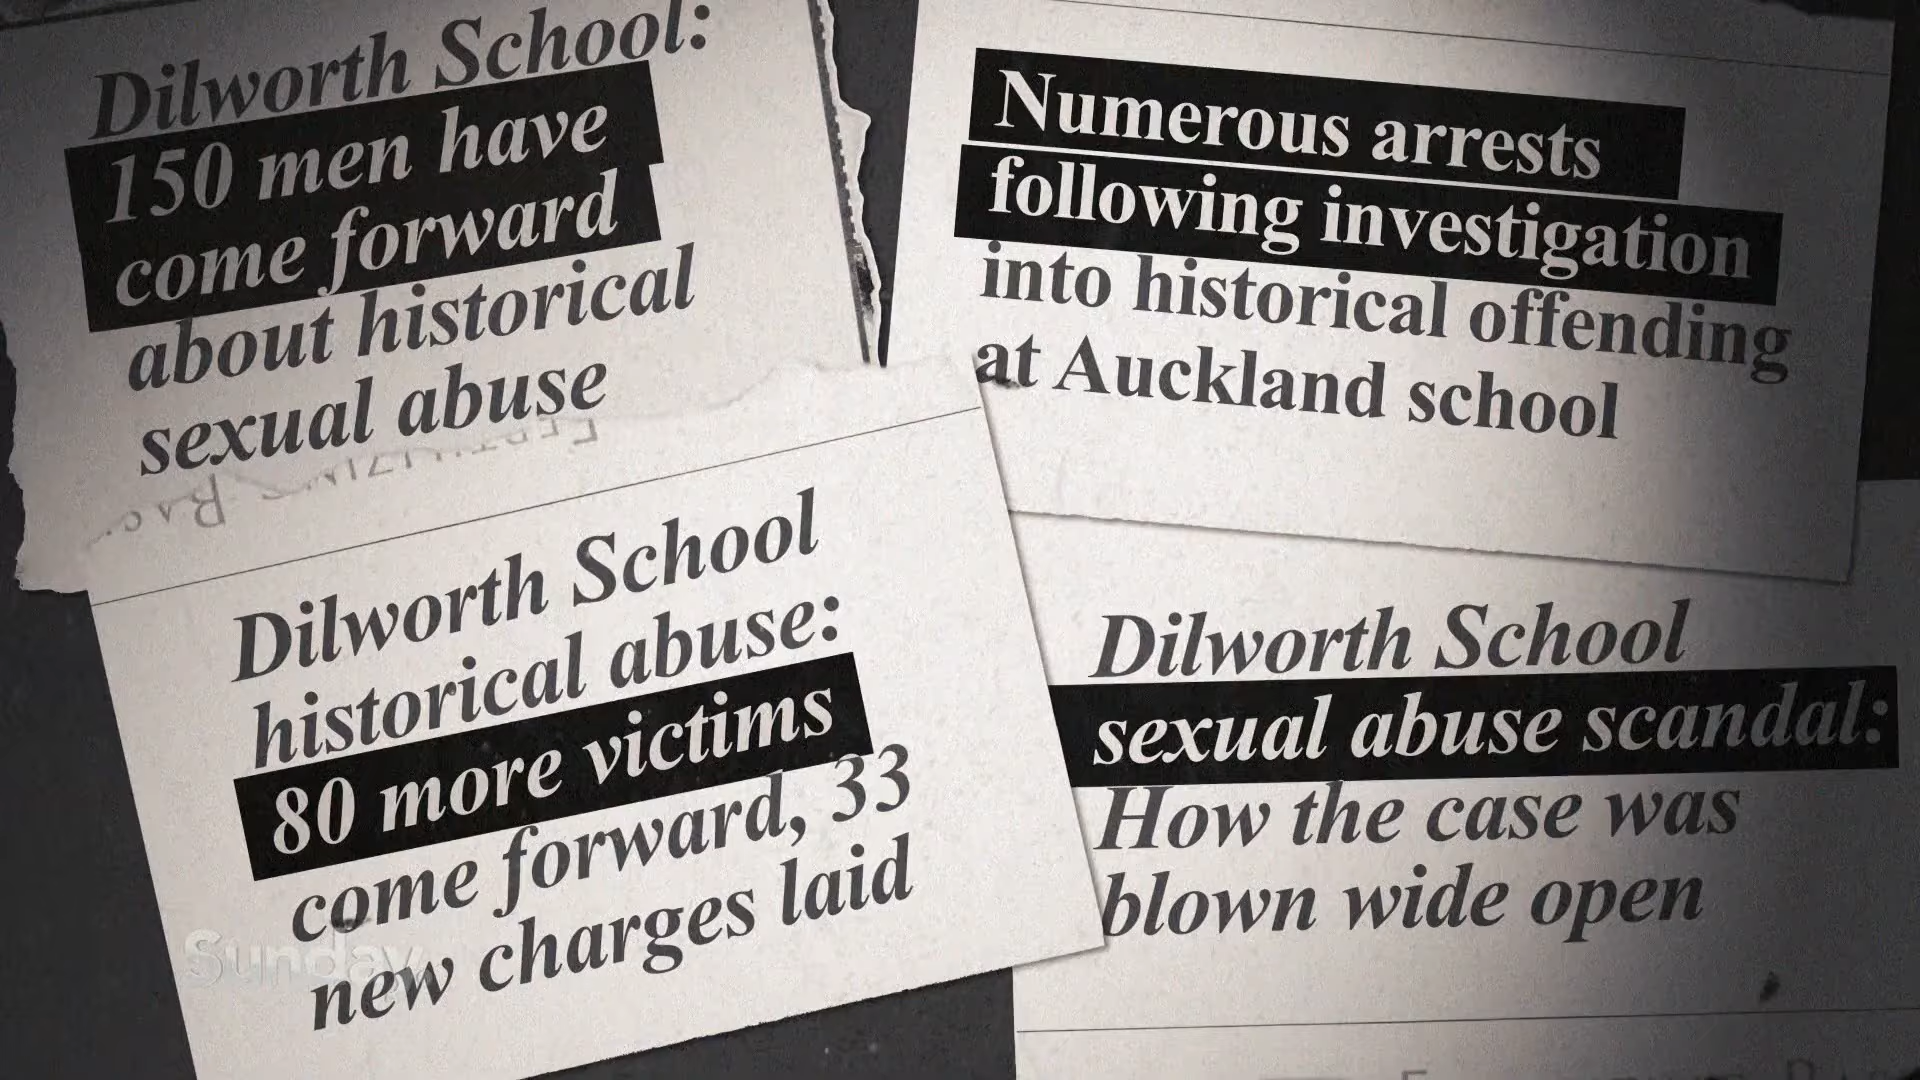 Dilworth School:
150 men have
come forward
about historical
sexual abuse
Numerous arrests
following investigation
into historical offending
at Auckland school
Dilworth School
historical abuse:
80 more victims
come forward, 33
new charges laid
Dilworth School
sexual abuse scandal:
How the case was
blown wide open
Sunday